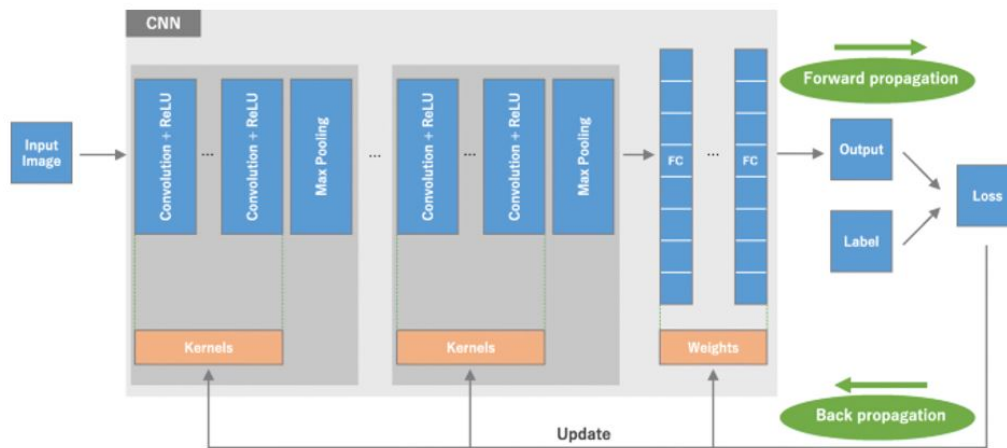 CNN
Forward propagation
Input
Image
Convolution + ReLU
...
Convolution + ReLU
Max Pooling
...
Convolution + ReLU
...
Convolution + ReLU
Max Pooling
FC
...
FC
Output
Label
Loss
Kernels
Kernels
Weights
Back propagation
Update